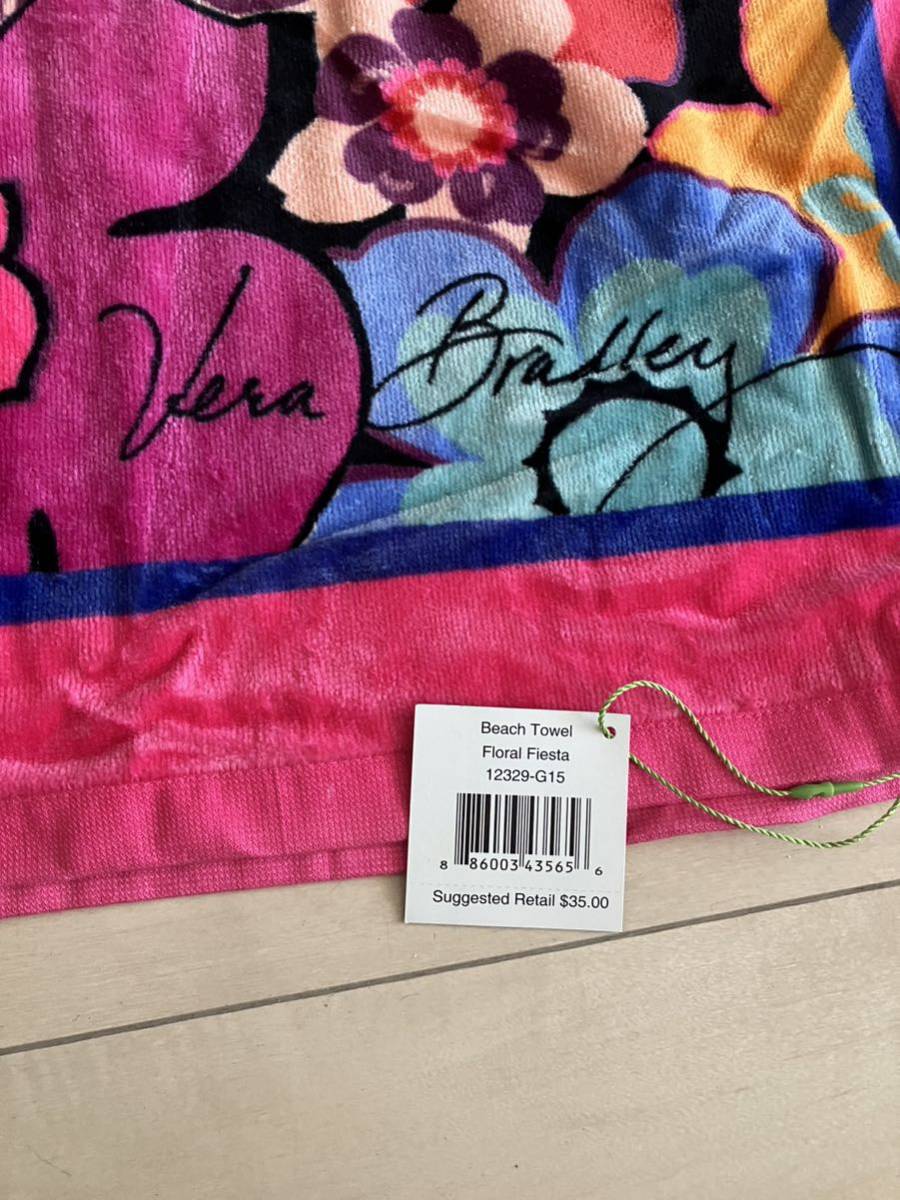 Vera Bradley
Beach Towel
Floral Fiesta
12329-G15
8 86003 43565 6
Suggested Retail $35.00